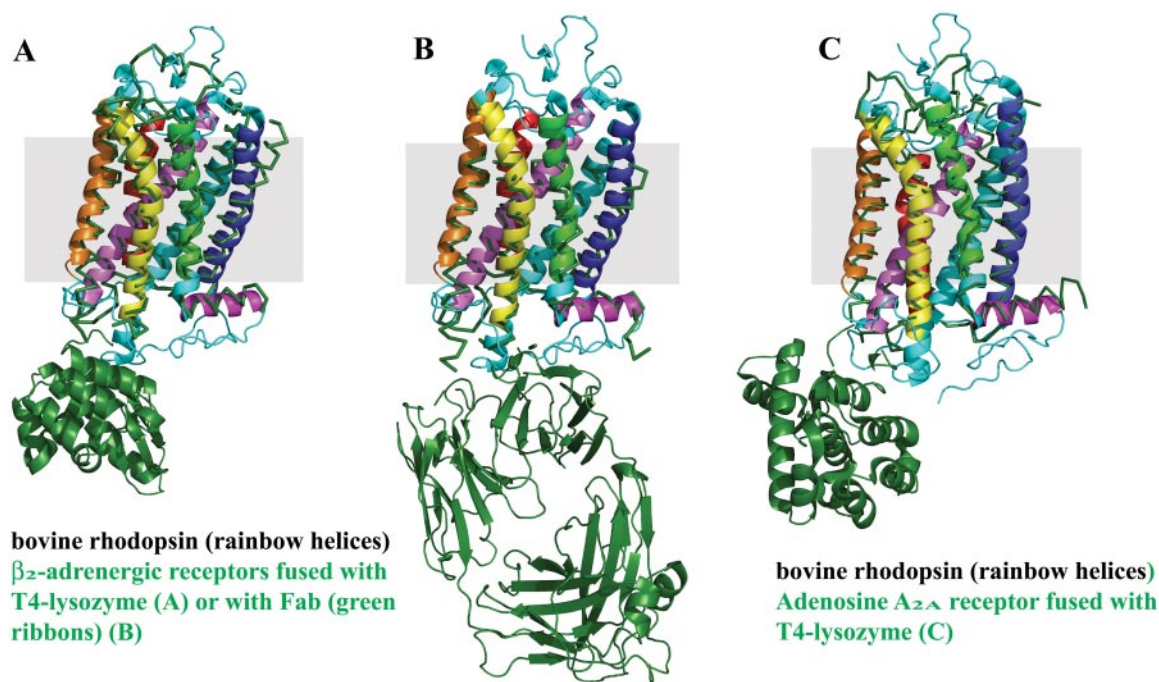 A
B
C
bovine rhodopsin (rainbow helices)
β₂-adrenergic receptors fused with
T4-lysozyme (A) or with Fab (green
ribbons) (B)
bovine rhodopsin (rainbow helices)
Adenosine A₂ᴀ receptor fused with
T4-lysozyme (C)